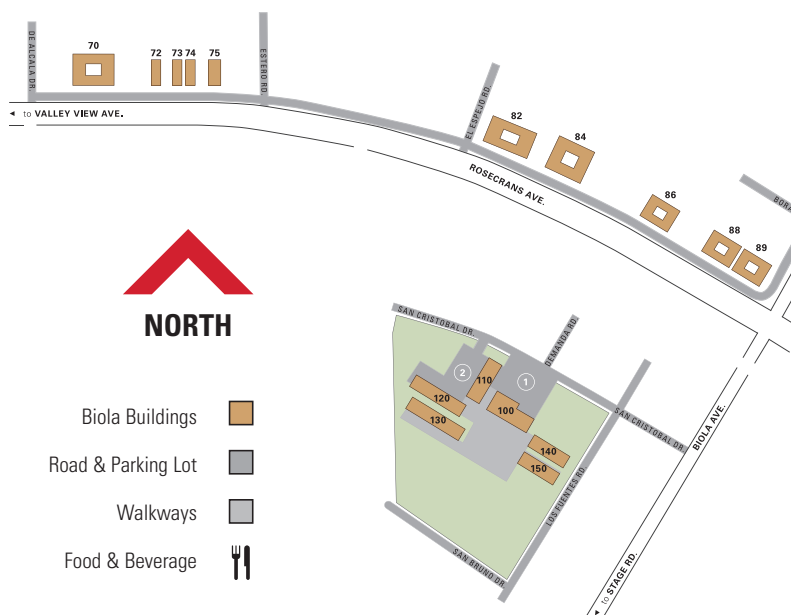 DE ALCALA DR.
70
72
73
74
75
ESTERO RD.
◄ to VALLEY VIEW AVE.
EL ESPEJO RD.
82
84
ROSECRANS AVE.
86
88
89
BORA
NORTH
Biola Buildings
Road & Parking Lot
Walkways
Food & Beverage
SAN CRISTOBAL DR.
DEMANDA RD.
2
1
110
120
100
130
140
150
SAN CRISTOBAL DR.
BIOLA AVE.
LOS FUENTES RD.
SAN BRUNO DR.
◄ to STAGE RD.